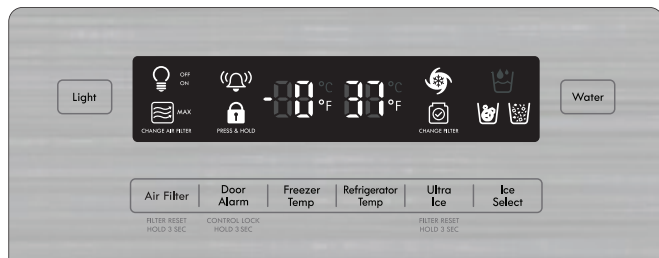 Light
OFF
ON
MAX
CHANGE AIR FILTER
PRESS & HOLD
-0 °C °F
37 °C °F
CHANGE FILTER
Water
Air Filter
Door
Alarm
Freezer
Temp
Refrigerator
Temp
Ultra
Ice
Ice
Select
FILTER RESET
HOLD 3 SEC
CONTROL LOCK
HOLD 3 SEC
FILTER RESET
HOLD 3 SEC